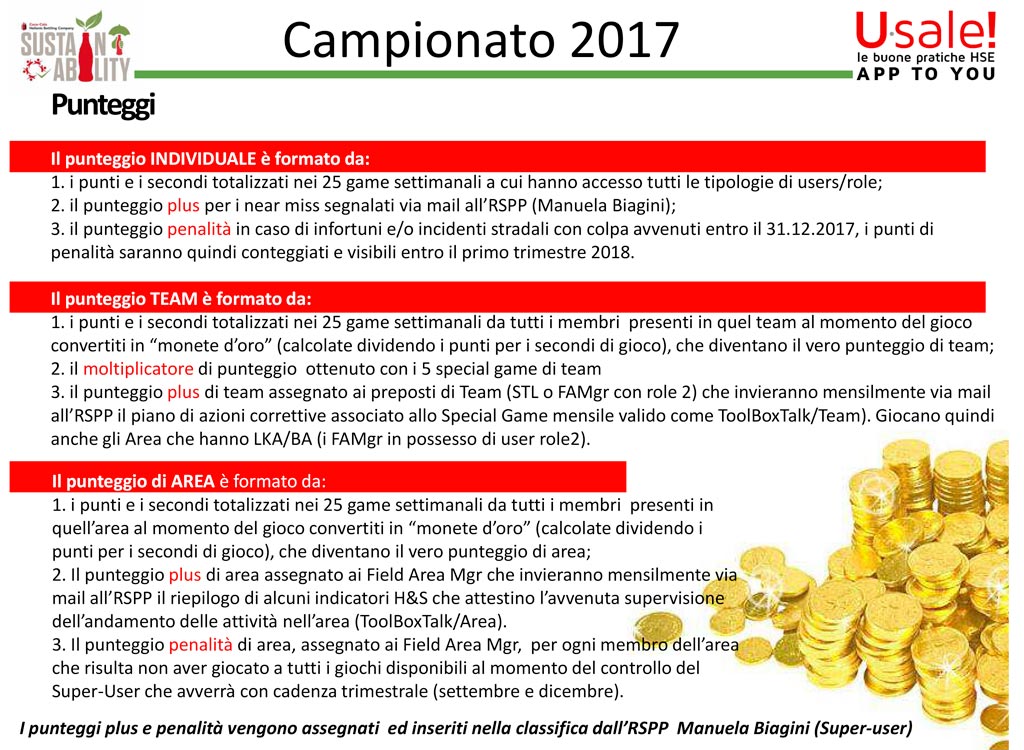 Coca-Cola
Hellenic Bottling Company
SUSTAIN
ABILITY
Campionato 2017
U·sale!
le buone pratiche HSE
APP TO YOU
Punteggi
Il punteggio INDIVIDUALE è formato da:
1. i punti e i secondi totalizzati nei 25 game settimanali a cui hanno accesso tutti le tipologie di users/role;
2. il punteggio plus per i near miss segnalati via mail all’RSPP (Manuela Biagini);
3. il punteggio penalità in caso di infortuni e/o incidenti stradali con colpa avvenuti entro il 31.12.2017, i punti di
penalità saranno quindi conteggiati e visibili entro il primo trimestre 2018.
Il punteggio TEAM è formato da:
1. i punti e i secondi totalizzati nei 25 game settimanali da tutti i membri presenti in quel team al momento del gioco
convertiti in “monete d’oro” (calcolate dividendo i punti per i secondi di gioco), che diventano il vero punteggio di team;
2. il moltiplicatore di punteggio ottenuto con i 5 special game di team
3. il punteggio plus di team assegnato ai preposti di Team (STL o FAMgr con role 2) che invieranno mensilmente via mail
all’RSPP il piano di azioni correttive associato allo Special Game mensile valido come ToolBoxTalk/Team). Giocano quindi
anche gli Area che hanno LKA/BA (i FAMgr in possesso di user role2).
Il punteggio di AREA è formato da:
1. i punti e i secondi totalizzati nei 25 game settimanali da tutti i membri presenti in
quell’area al momento del gioco convertiti in “monete d’oro” (calcolate dividendo i
punti per i secondi di gioco), che diventano il vero punteggio di area;
2. Il punteggio plus di area assegnato ai Field Area Mgr che invieranno mensilmente via
mail all’RSPP il riepilogo di alcuni indicatori H&S che attestino l’avvenuta supervisione
dell’andamento delle attività nell’area (ToolBoxTalk/Area).
3. Il punteggio penalità di area, assegnato ai Field Area Mgr, per ogni membro dell’area
che risulta non aver giocato a tutti i giochi disponibili al momento del controllo del
Super-User che avverrà con cadenza trimestrale (settembre e dicembre).
I punteggi plus e penalità vengono assegnati ed inseriti nella classifica dall’RSPP Manuela Biagini (Super-user)